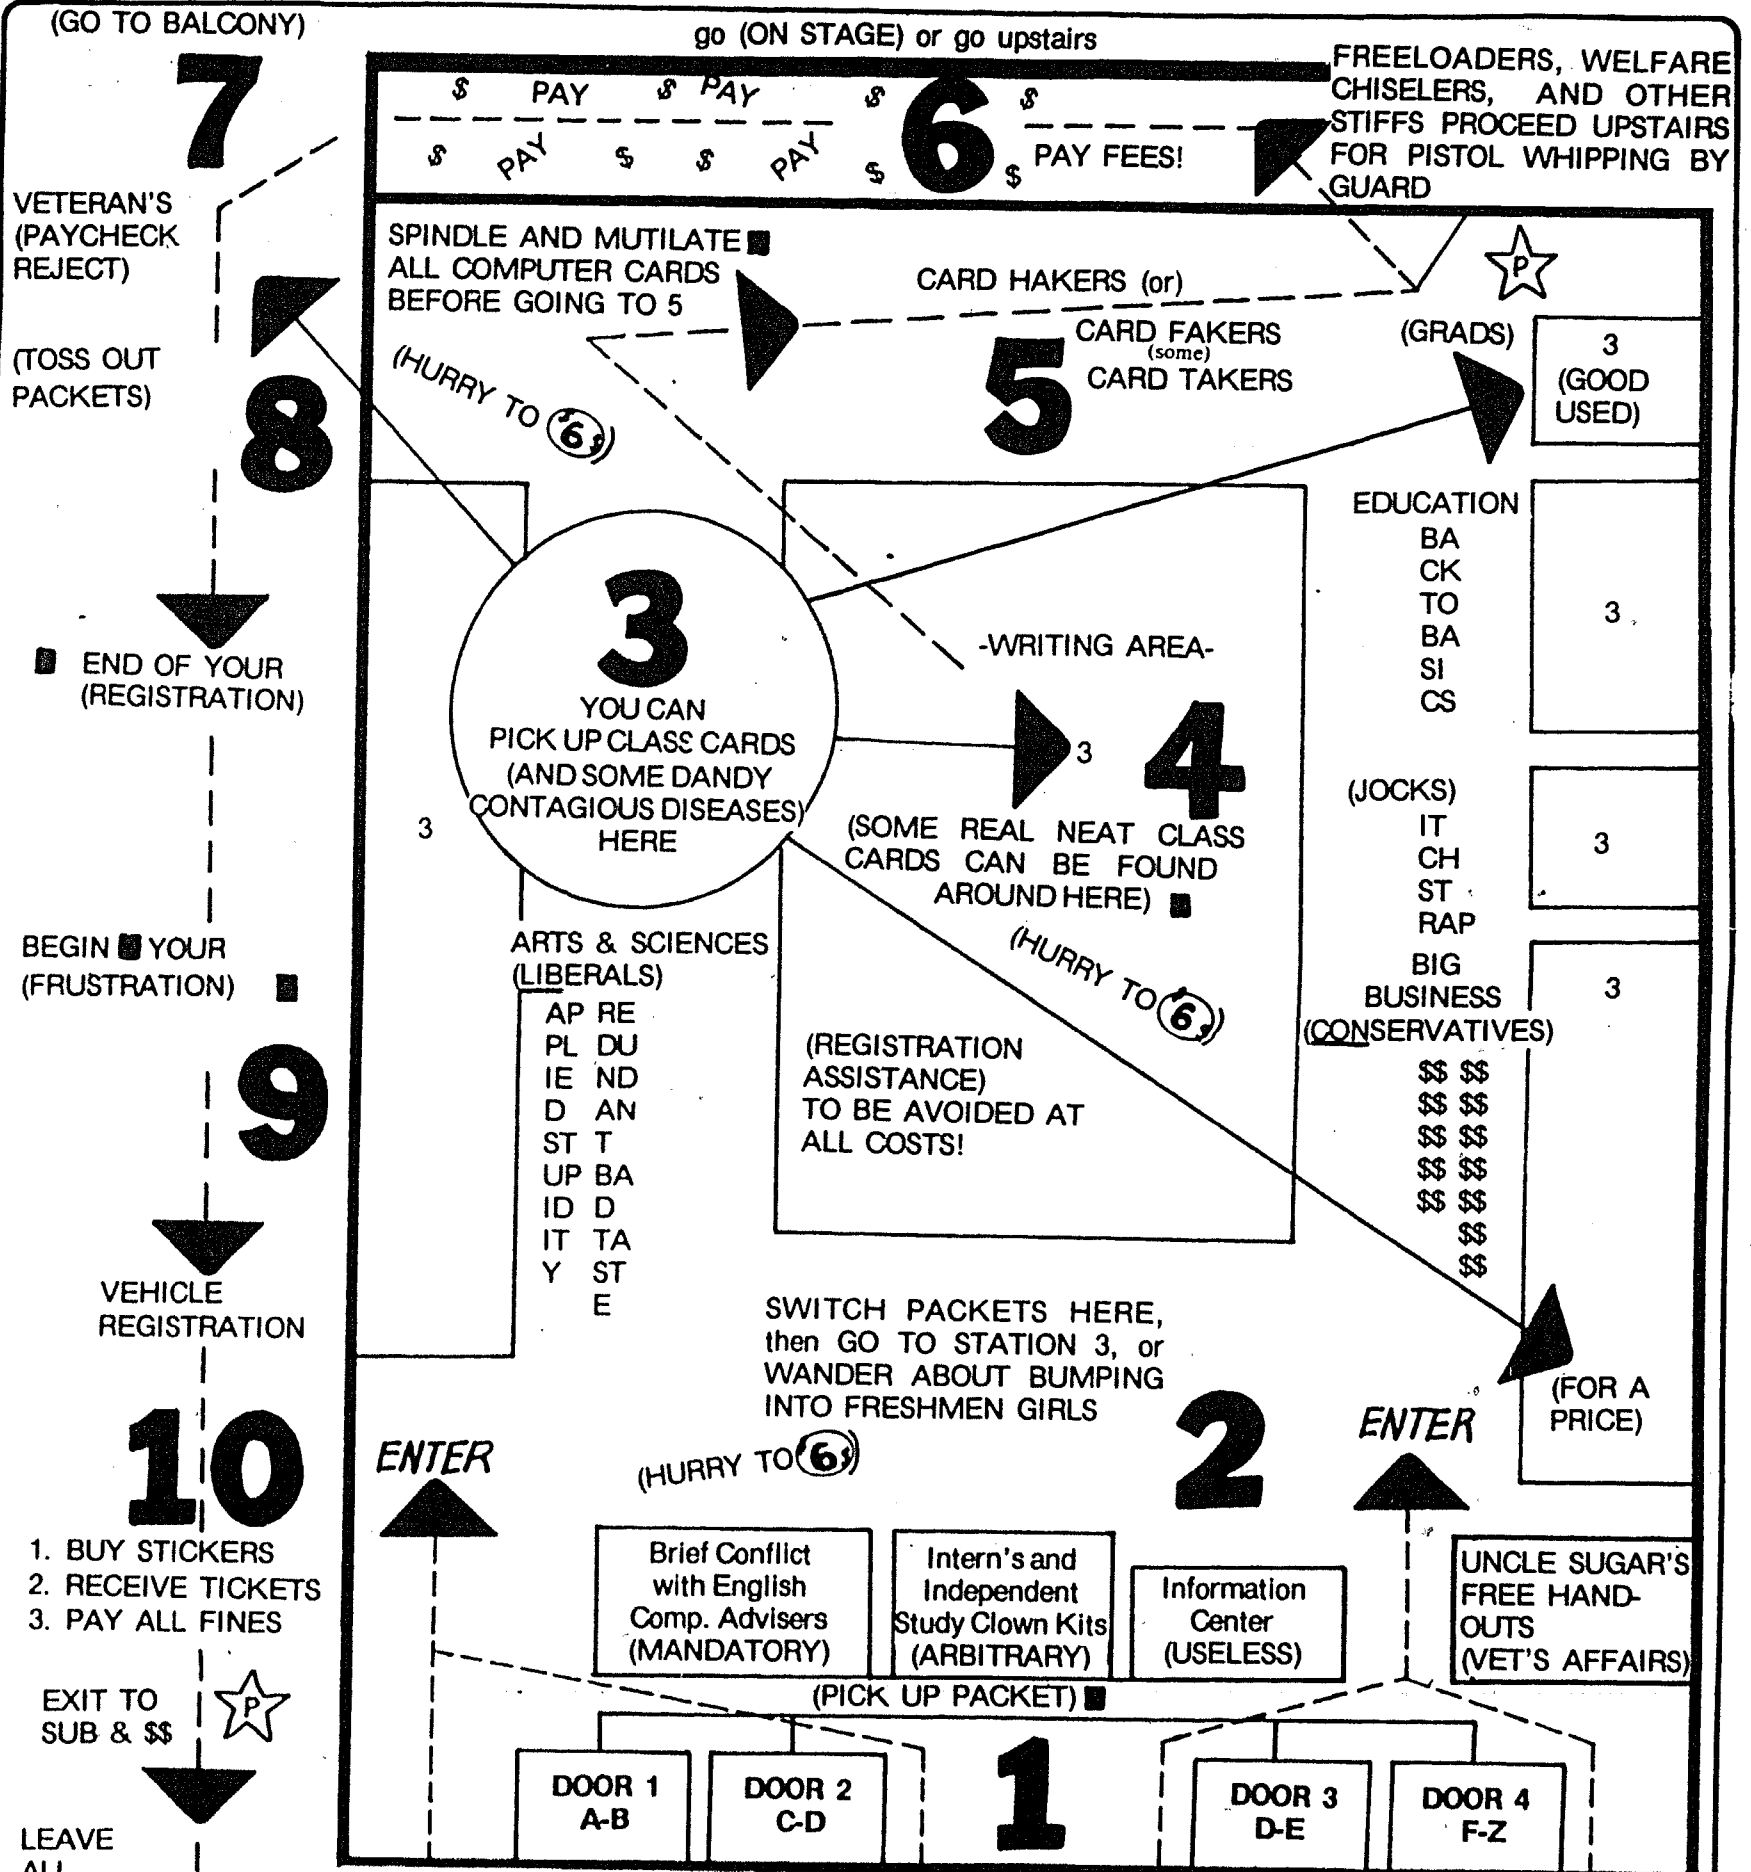 (GO TO BALCONY)
7
VETERAN'S
(PAYCHECK
REJECT)
(TOSS OUT
PACKETS)
8
END OF YOUR
(REGISTRATION)
BEGIN YOUR
(FRUSTRATION)
9
VEHICLE
REGISTRATION
10
1. BUY STICKERS
2. RECEIVE TICKETS
3. PAY ALL FINES
EXIT TO
SUB & $$
P
LEAVE
ALL
go (ON STAGE) or go upstairs
$ PAY $ PAY $ $
6
$ PAY $ $ PAY $ $ PAY FEES!
FREELOADERS, WELFARE
CHISELERS, AND OTHER
STIFFS PROCEED UPSTAIRS
FOR PISTOL WHIPPING BY
GUARD
SPINDLE AND MUTILATE
ALL COMPUTER CARDS
BEFORE GOING TO 5
(HURRY TO $6$)
CARD HAKERS (or)
5
CARD FAKERS
(some)
CARD TAKERS
P
(GRADS)
3
(GOOD
USED)
EDUCATION
BA
CK
TO
BA
SI
CS
3
(JOCKS)
IT
CH
ST
RAP
3
BIG
BUSINESS
(CONSERVATIVES)
3
$$ $$
$$ $$
$$ $$
$$ $$
$$ $$
$$
$$
(FOR A
PRICE)
3
YOU CAN
PICK UP CLASS CARDS
(AND SOME DANDY
CONTAGIOUS DISEASES)
HERE
3
-WRITING AREA-
3 4
(SOME REAL NEAT CLASS
CARDS CAN BE FOUND
AROUND HERE)
(HURRY TO $6$)
ARTS & SCIENCES
(LIBERALS)
AP RE
PL DU
IE ND
D AN
ST T
UP BA
ID D
IT TA
Y ST
E
(REGISTRATION
ASSISTANCE)
TO BE AVOIDED AT
ALL COSTS!
SWITCH PACKETS HERE,
then GO TO STATION 3, or
WANDER ABOUT BUMPING
INTO FRESHMEN GIRLS
2
(HURRY TO $6$)
ENTER
ENTER
Brief Conflict
with English
Comp. Advisers
(MANDATORY)
Intern's and
Independent
Study Clown Kits
(ARBITRARY)
Information
Center
(USELESS)
UNCLE SUGAR'S
FREE HAND-
OUTS
(VET'S AFFAIRS)
(PICK UP PACKET)
1
DOOR 1
A-B
DOOR 2
C-D
DOOR 3
D-E
DOOR 4
F-Z